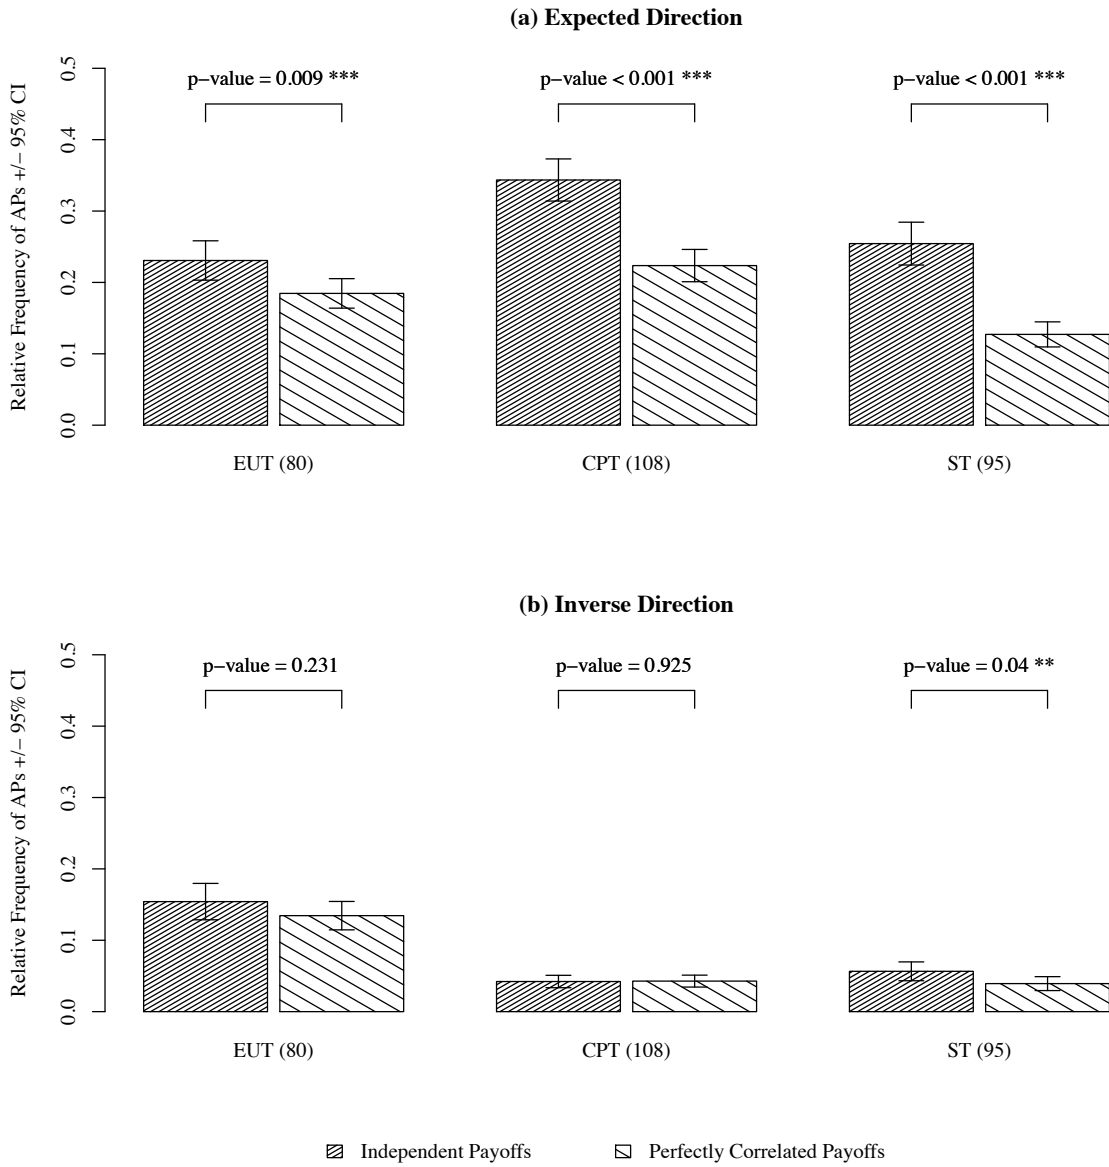 (a) Expected Direction
Relative Frequency of APs +/− 95% CI
0.5
0.4
0.3
0.2
0.1
0.0
p−value = 0.009 ***
p−value < 0.001 ***
p−value < 0.001 ***
EUT (80)
CPT (108)
ST (95)
(b) Inverse Direction
Relative Frequency of APs +/− 95% CI
0.5
0.4
0.3
0.2
0.1
0.0
p−value = 0.231
p−value = 0.925
p−value = 0.04 **
EUT (80)
CPT (108)
ST (95)
Independent Payoffs
Perfectly Correlated Payoffs